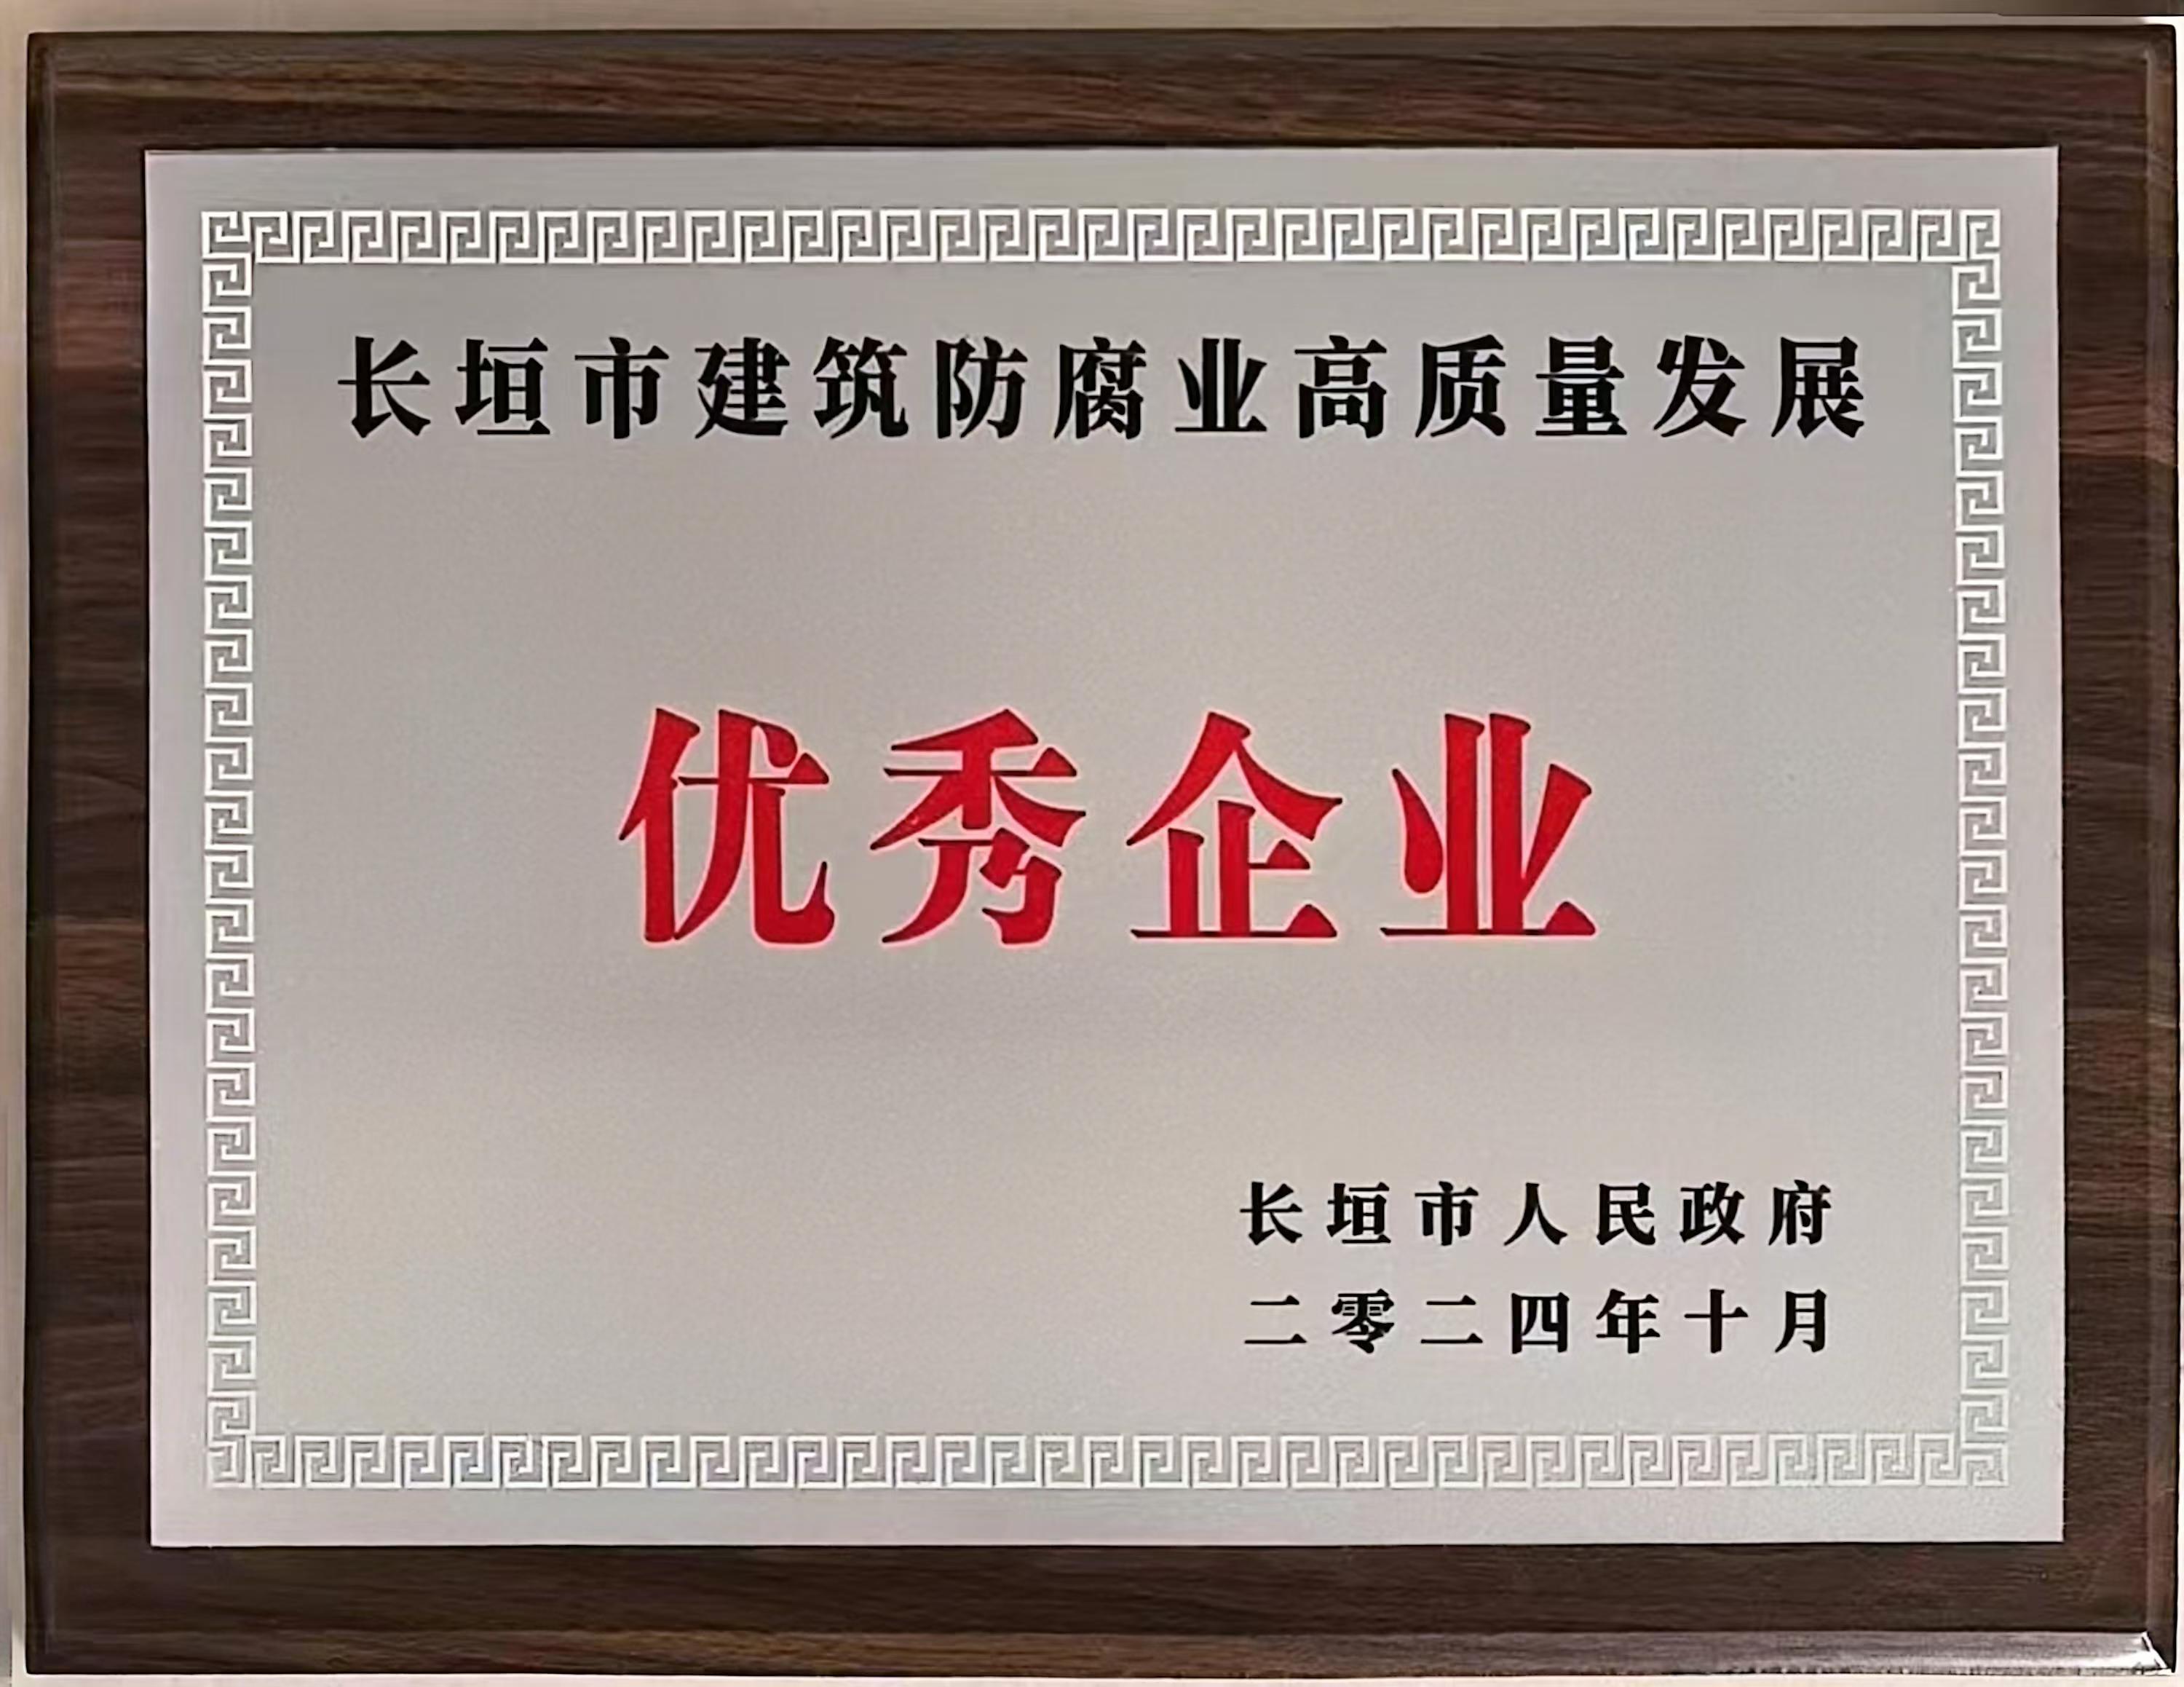 长垣市建筑防腐业高质量发展
优秀企业
长垣市人民政府
二零二四年十月